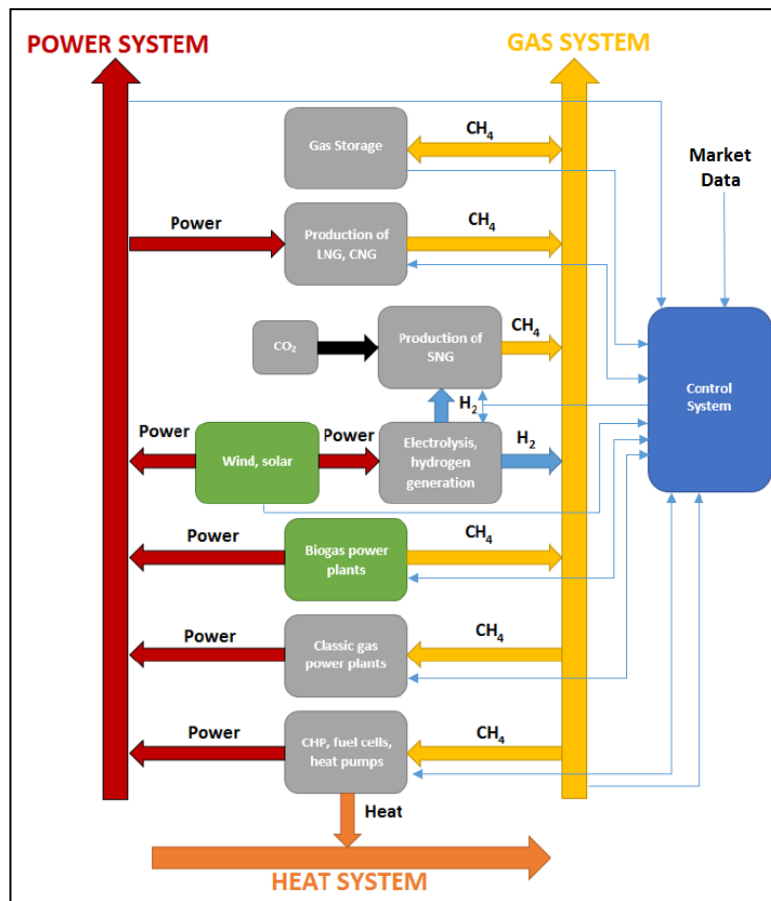 POWER SYSTEM
GAS SYSTEM
Gas Storage
CH₄
Market
Data
Power
Production of
LNG, CNG
CH₄
CO₂
Production of
SNG
CH₄
Control
System
H₂
Power
Wind, solar
Power
Electrolysis,
hydrogen
generation
H₂
Power
Biogas power
plants
CH₄
Power
Classic gas
power plants
CH₄
Power
CHP, fuel cells,
heat pumps
CH₄
Heat
HEAT SYSTEM